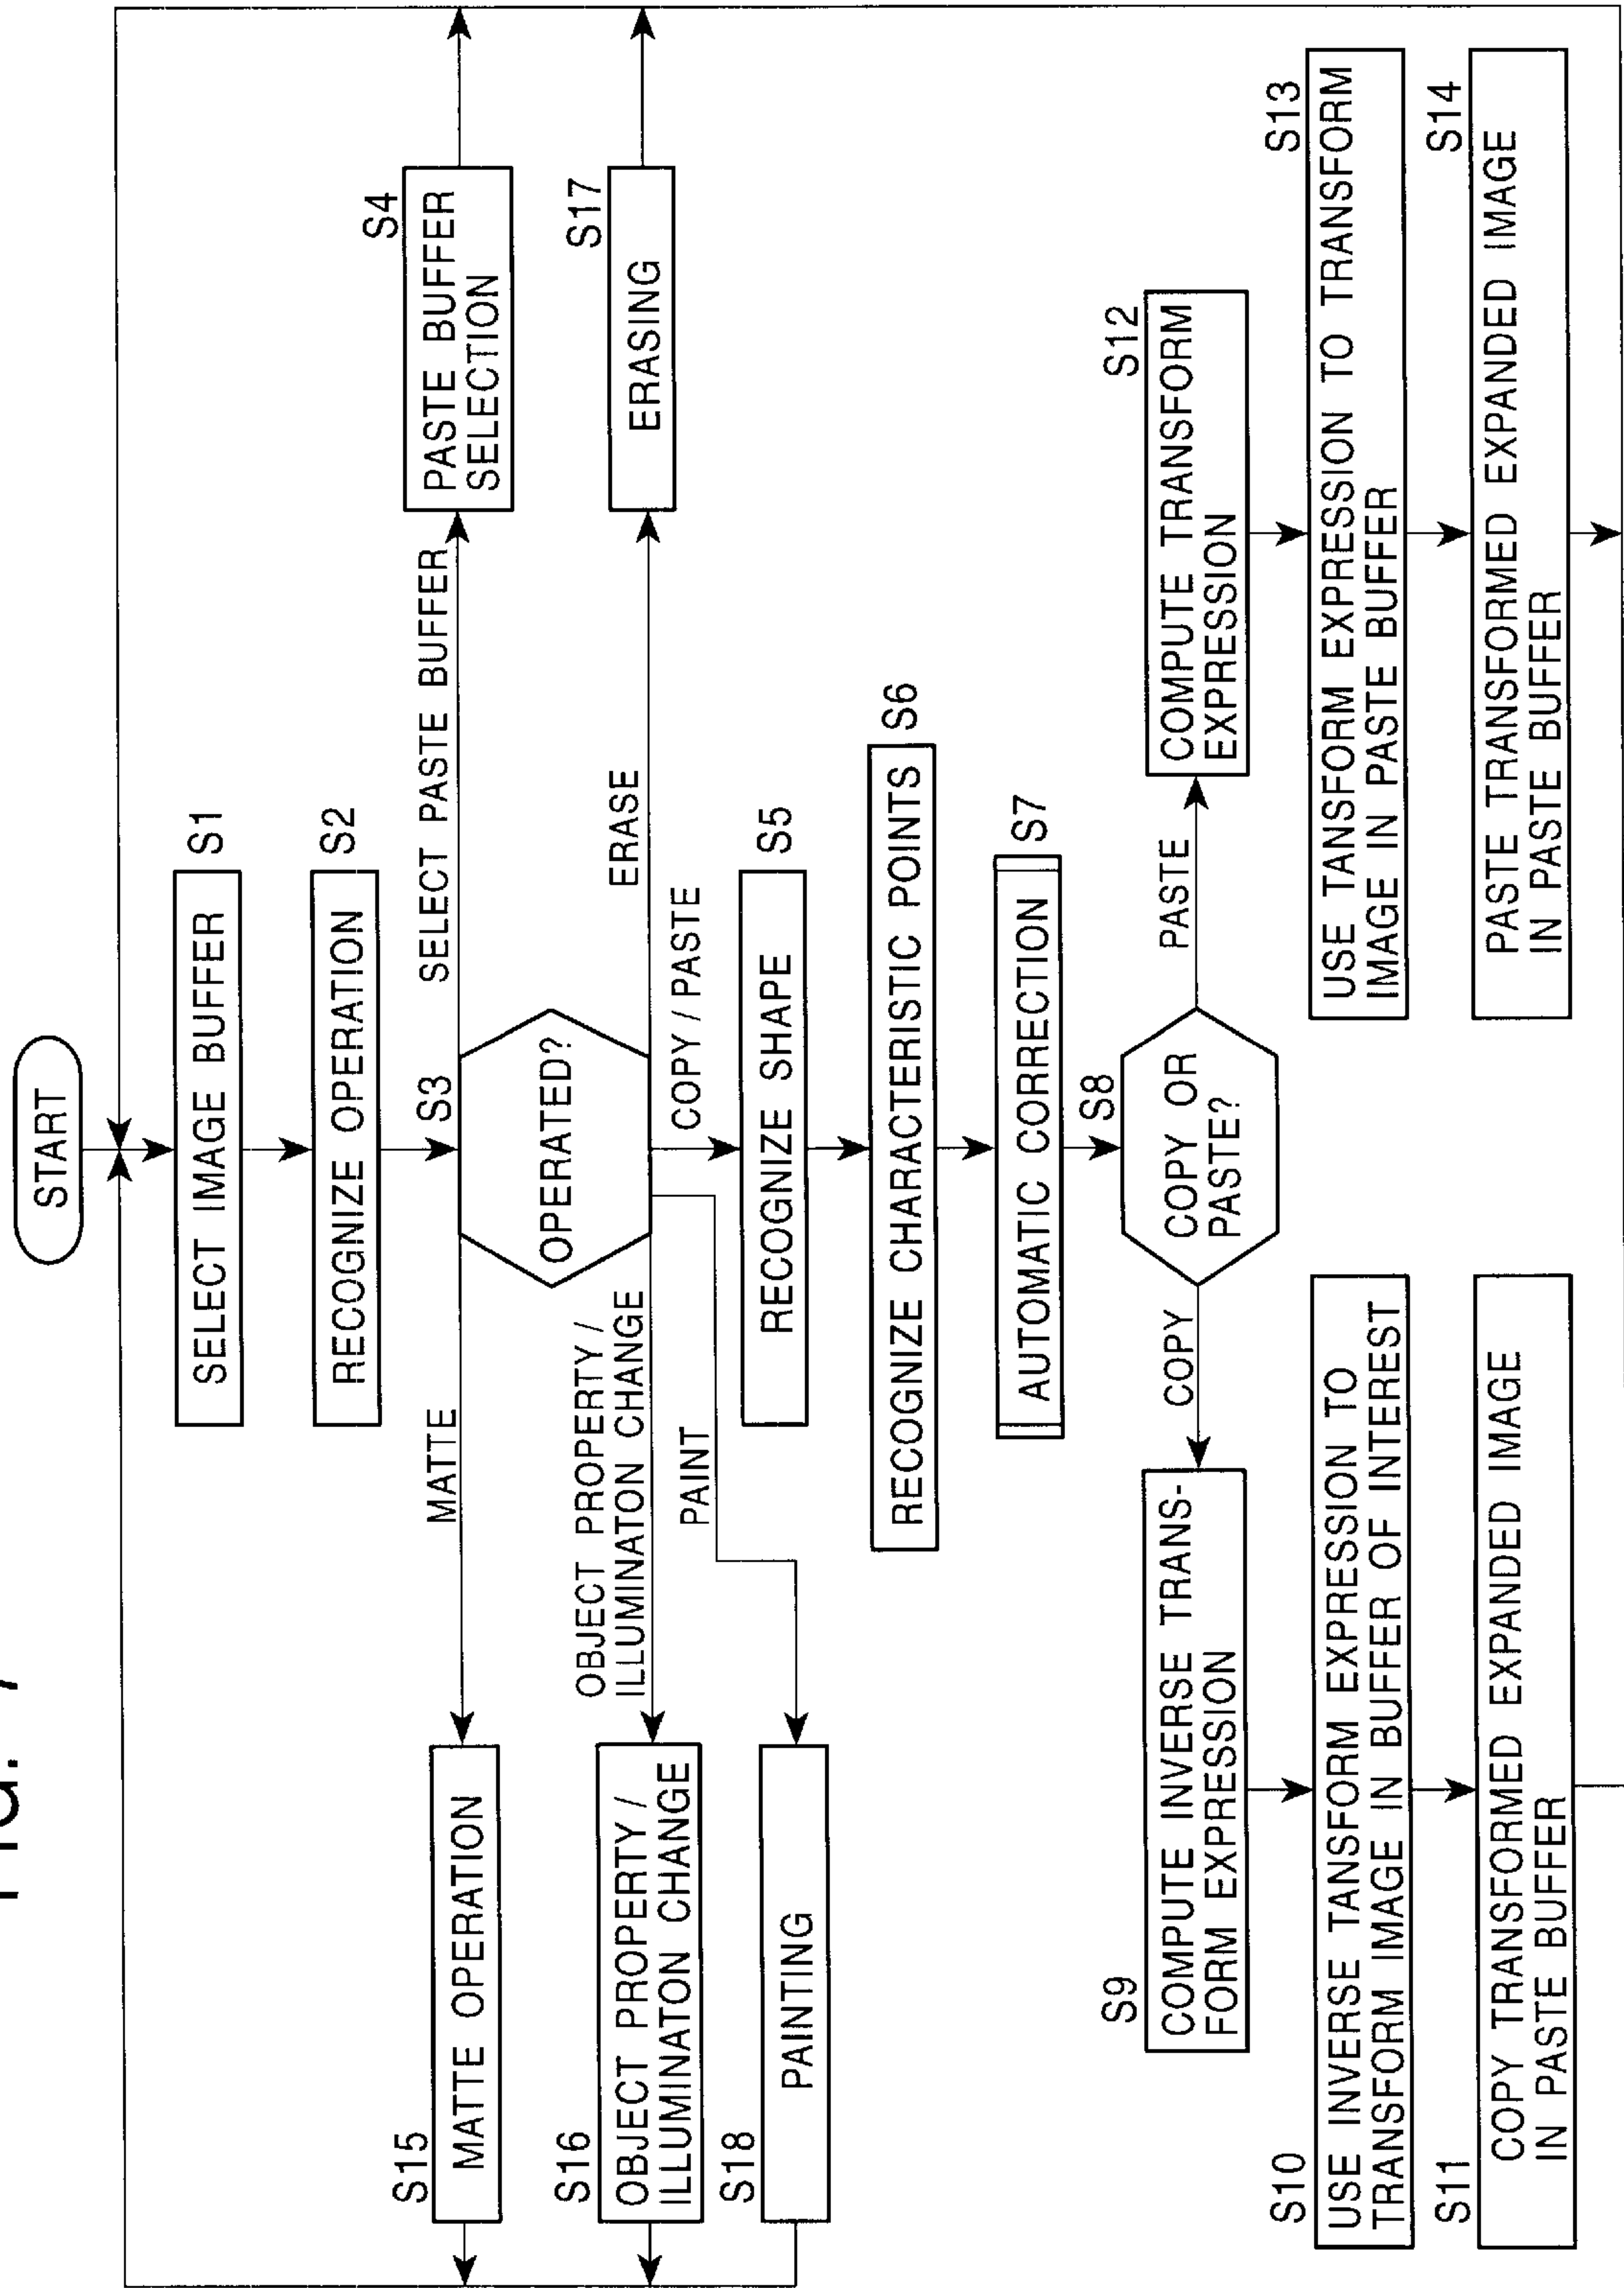 START
SELECT IMAGE BUFFER S1
RECOGNIZE OPERATION S2
S3
OPERATED?
MATTE
S15
MATTE OPERATION
OBJECT PROPERTY /
ILLUMINATON CHANGE
S16
OBJECT PROPERTY /
ILLUMINATON CHANGE
PAINT
S18
PAINTING
SELECT PASTE BUFFER
S4
PASTE BUFFER
SELECTION
ERASE
S17
ERASING
COPY / PASTE
RECOGNIZE SHAPE S5
RECOGNIZE CHARACTERISTIC POINTS S6
AUTOMATIC CORRECTION S7
S8
COPY OR
PASTE?
COPY
S9
COMPUTE INVERSE TRANS-
FORM EXPRESSION
S10
USE INVERSE TANSFORM EXPRESSION TO
TRANSFORM IMAGE IN BUFFER OF INTEREST
S11
COPY TRANSFORMED EXPANDED IMAGE
IN PASTE BUFFER
PASTE
S12
COMPUTE TRANSFORM
EXPRESSION
S13
USE TANSFORM EXPRESSION TO TRANSFORM
IMAGE IN PASTE BUFFER
S14
PASTE TRANSFORMED EXPANDED IMAGE
IN PASTE BUFFER